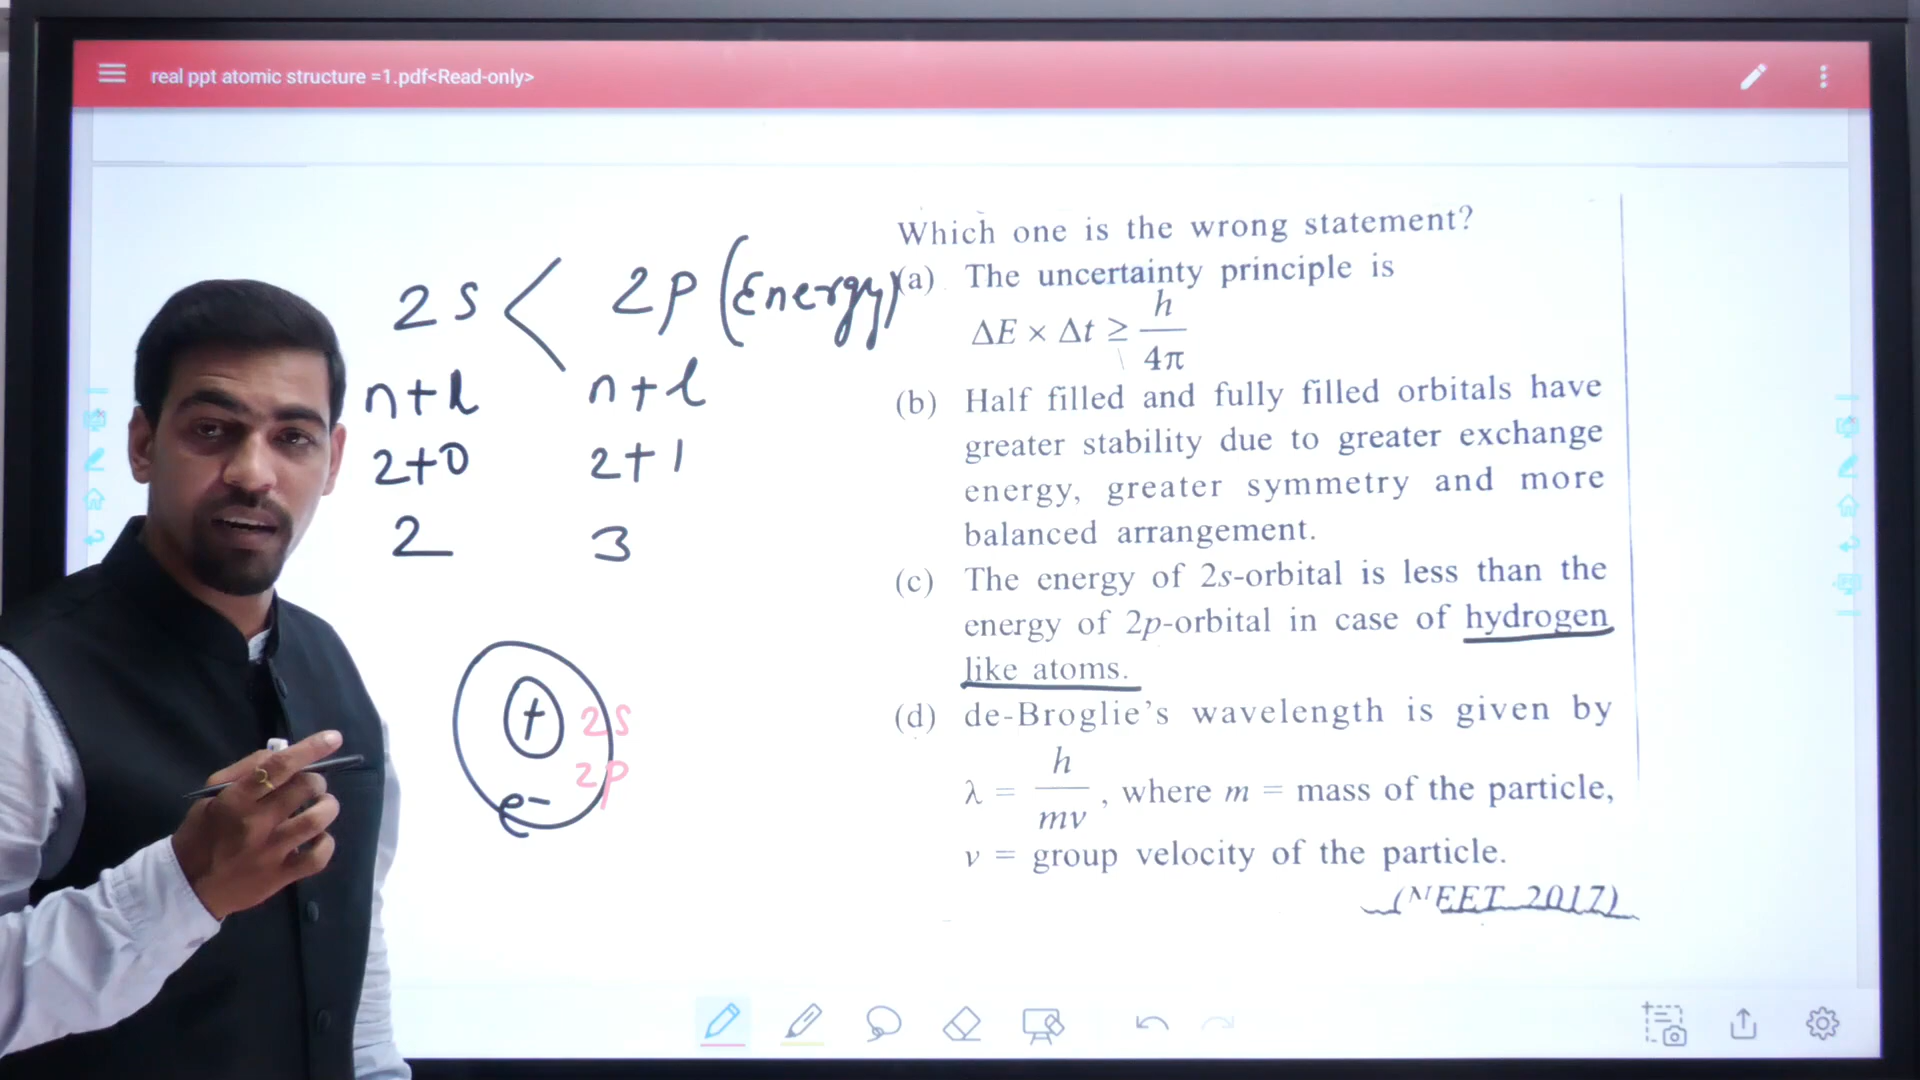 real ppt atomic structure =1.pdf<Read-only>
2s < 2p (Energy)
n+l n+l
2+0 2+1
2 3
+ 2s
2p
e-
Which one is the wrong statement?
(a) The uncertainty principle is
ΔE × Δt ≥ h/4π
(b) Half filled and fully filled orbitals have
greater stability due to greater exchange
energy, greater symmetry and more
balanced arrangement.
(c) The energy of 2s-orbital is less than the
energy of 2p-orbital in case of hydrogen
like atoms.
(d) de-Broglie's wavelength is given by
λ = h/mv , where m = mass of the particle,
v = group velocity of the particle.
(NEET 2017)